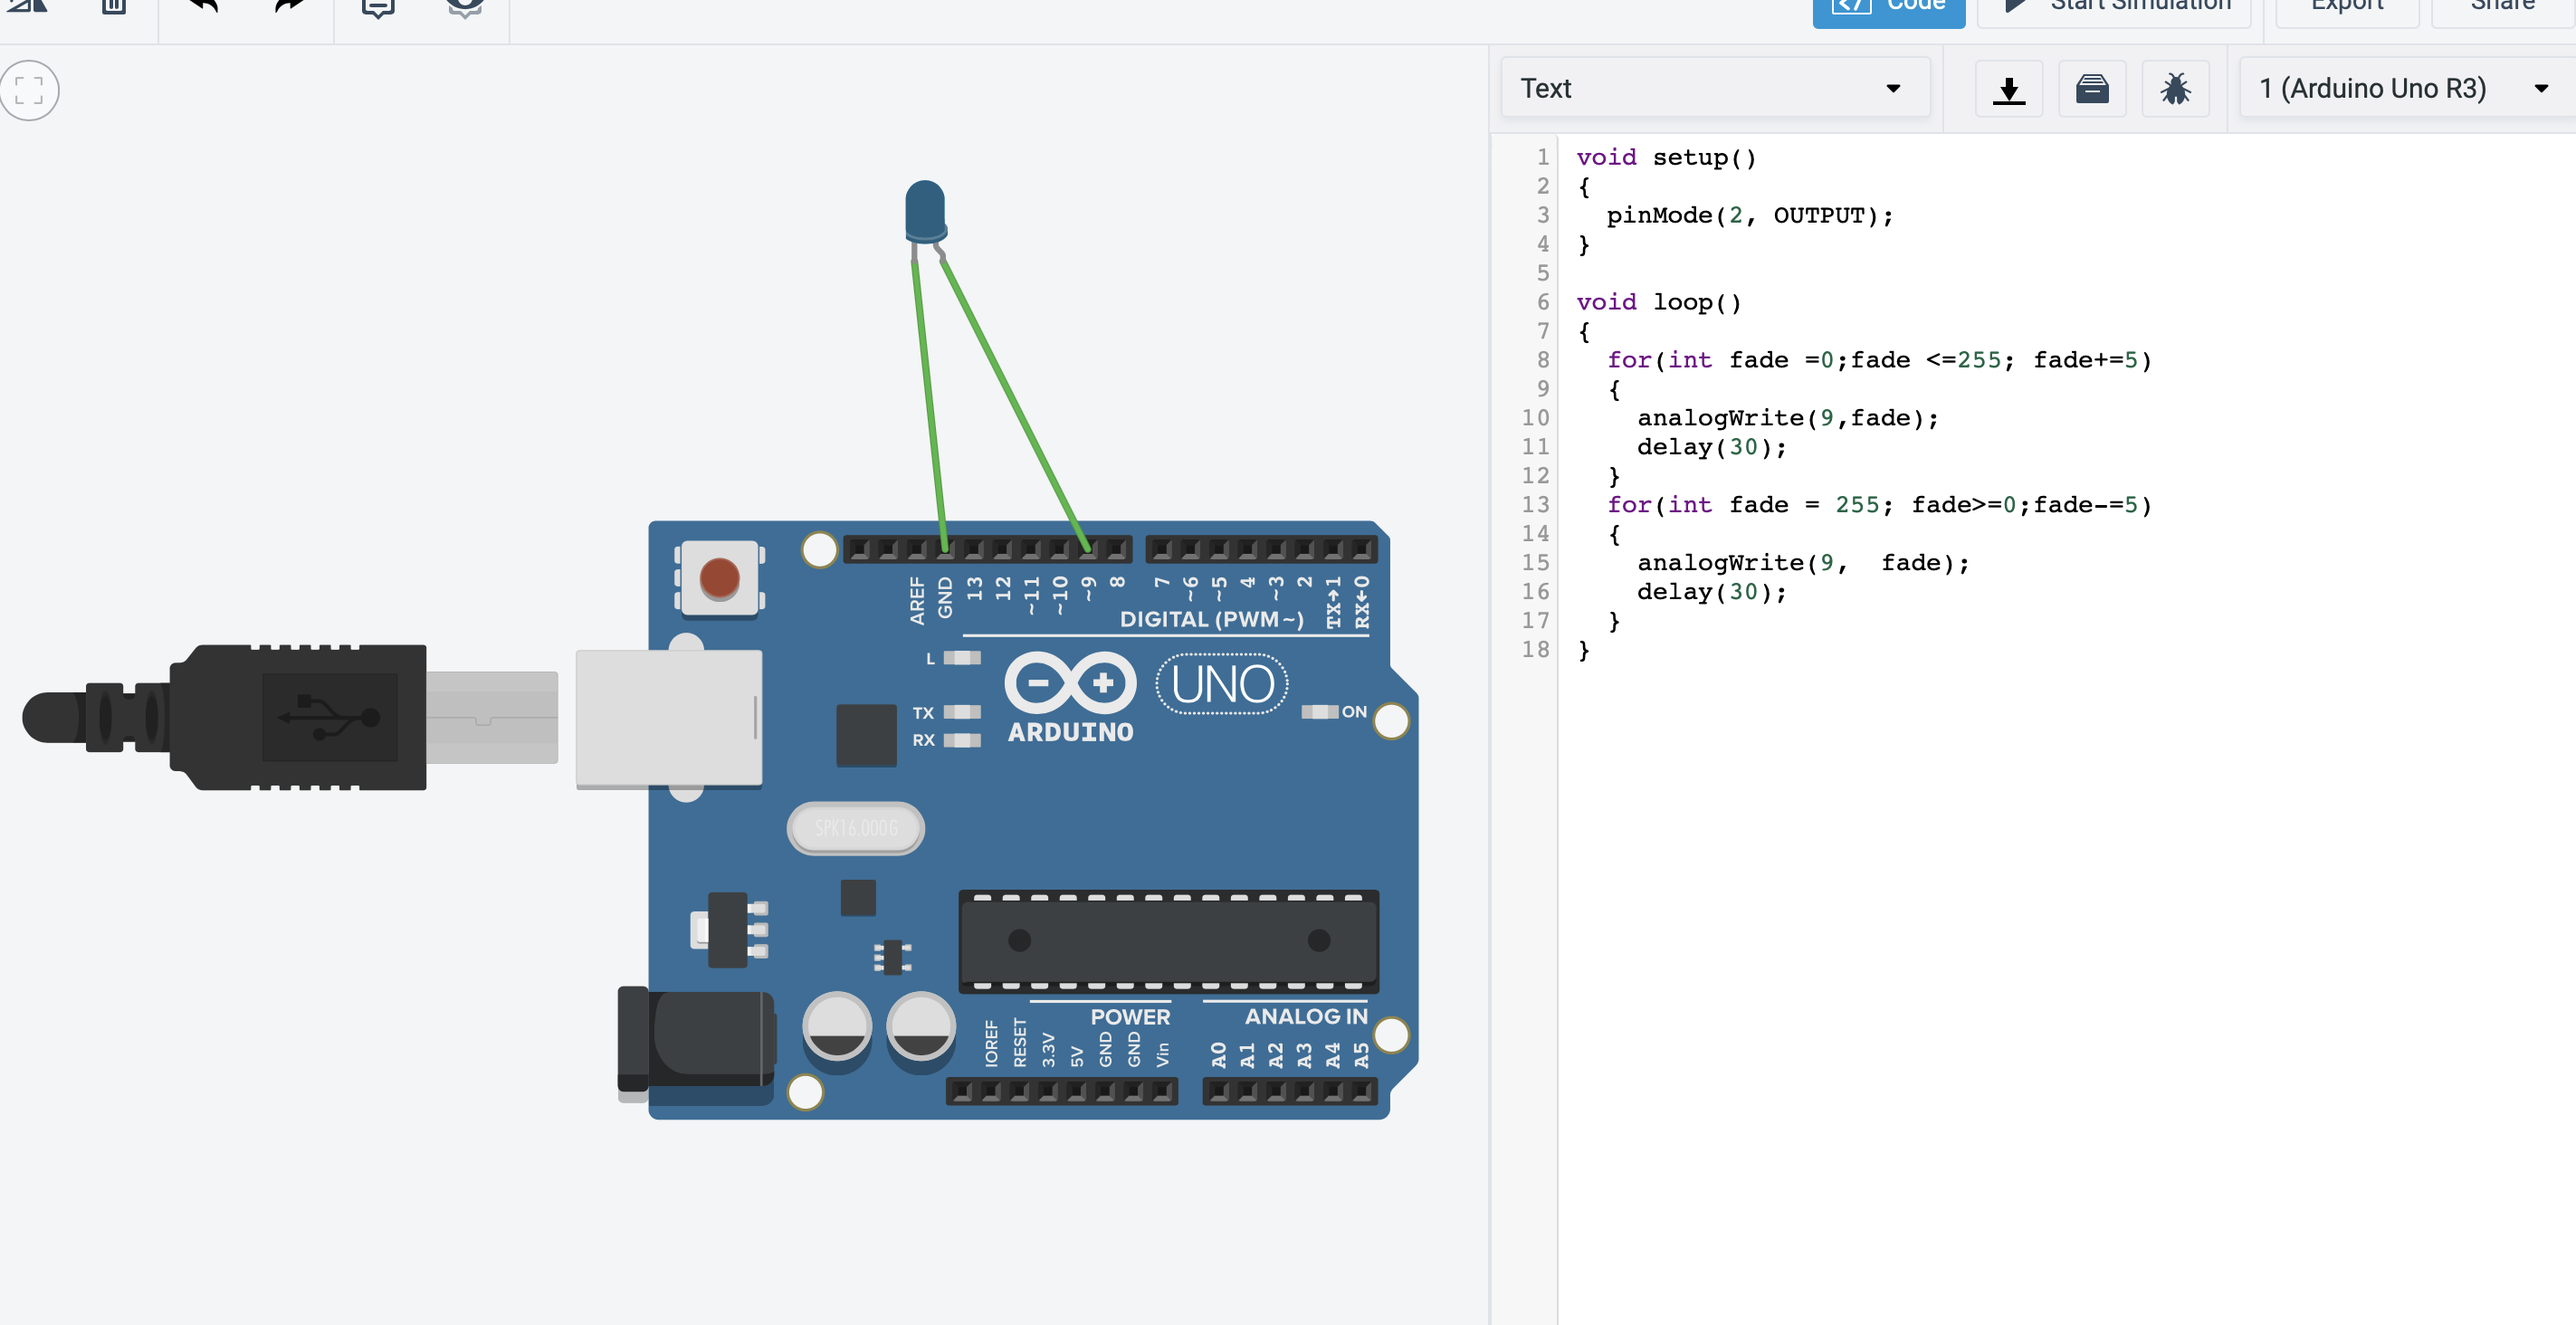 Code
Start Simulation
Export
Share
Text
1 (Arduino Uno R3)
1 void setup()
2 {
3   pinMode(2, OUTPUT);
4 }
5
6 void loop()
7 {
8   for(int fade =0;fade <=255; fade+=5)
9   {
10     analogWrite(9,fade);
11     delay(30);
12   }
13   for(int fade = 255; fade>=0;fade-=5)
14   {
15     analogWrite(9,  fade);
16     delay(30);
17   }
18 }
AREF GND 13 12 ~11 ~10 ~9 8 7 ~6 ~5 4 ~3 2 TX→1 RX←0
DIGITAL (PWM~)
L
TX
RX
ARDUINO
UNO
ON
SPK16.000G
POWER
ANALOG IN
IOREF RESET 3.3V 5V GND GND Vin A0 A1 A2 A3 A4 A5